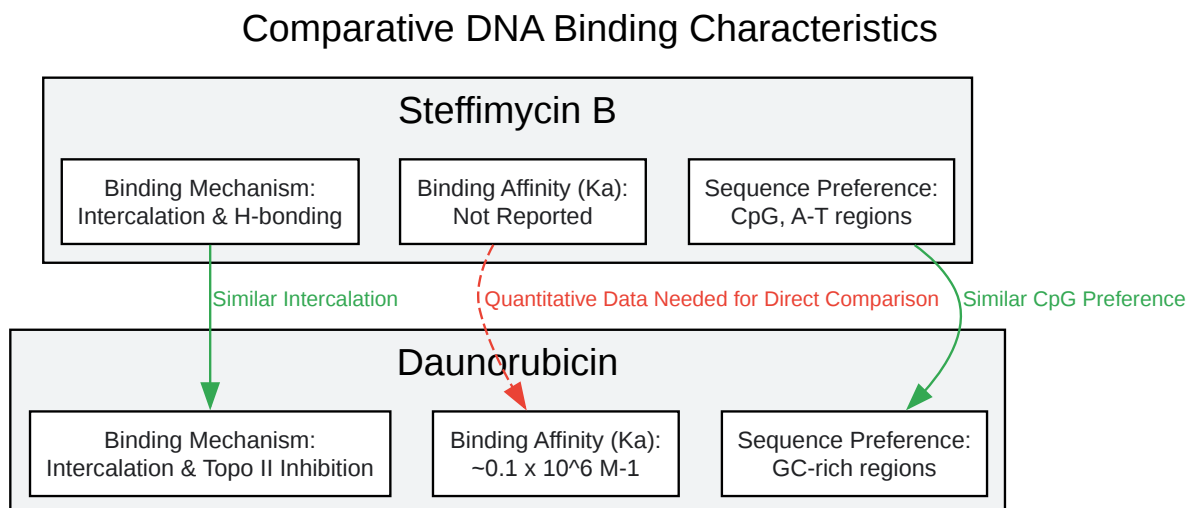 Comparative DNA Binding Characteristics
Steffimycin B
Binding Mechanism:
Intercalation & H-bonding
Binding Affinity (Ka):
Not Reported
Sequence Preference:
CpG, A-T regions
Similar Intercalation
Quantitative Data Needed for Direct Comparison
Similar CpG Preference
Daunorubicin
Binding Mechanism:
Intercalation & Topo II Inhibition
Binding Affinity (Ka):
~0.1 x 10^6 M-1
Sequence Preference:
GC-rich regions